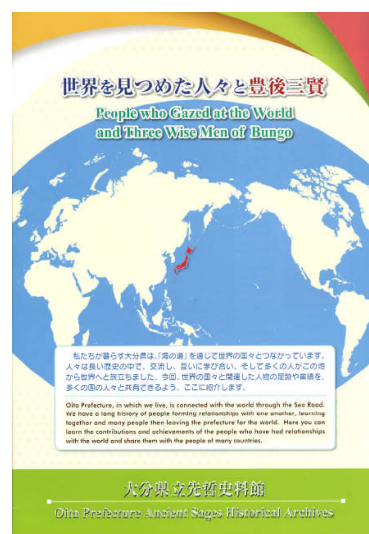 世界を見つめた人々と豊後三賢
People who Gazed at the World
and Three Wise Men of Bungo
私たちが暮らす大分県は、「海の道」を通じて世界の国々とつながっています。
人々は長い歴史の中で、交流し、互いに学び合い、そして多くの人がこの地
から世界へと旅立ちました。今回、世界の国々と関連した人物の足跡や業績を、
多くの国の人々と共有できるよう、ここに紹介します。
Oita Prefecture, in which we live, is connected with the world through the Sea Road.
We have a long history of people forming relationships with one another, learning
together and many people then leaving the prefecture for the world. Here you can
learn the contributions and achievements of the people who have had relationships
with the world and share them with the people of many countries.
大分県立先哲史料館
Oita Prefecture Ancient Sages Historical Archives